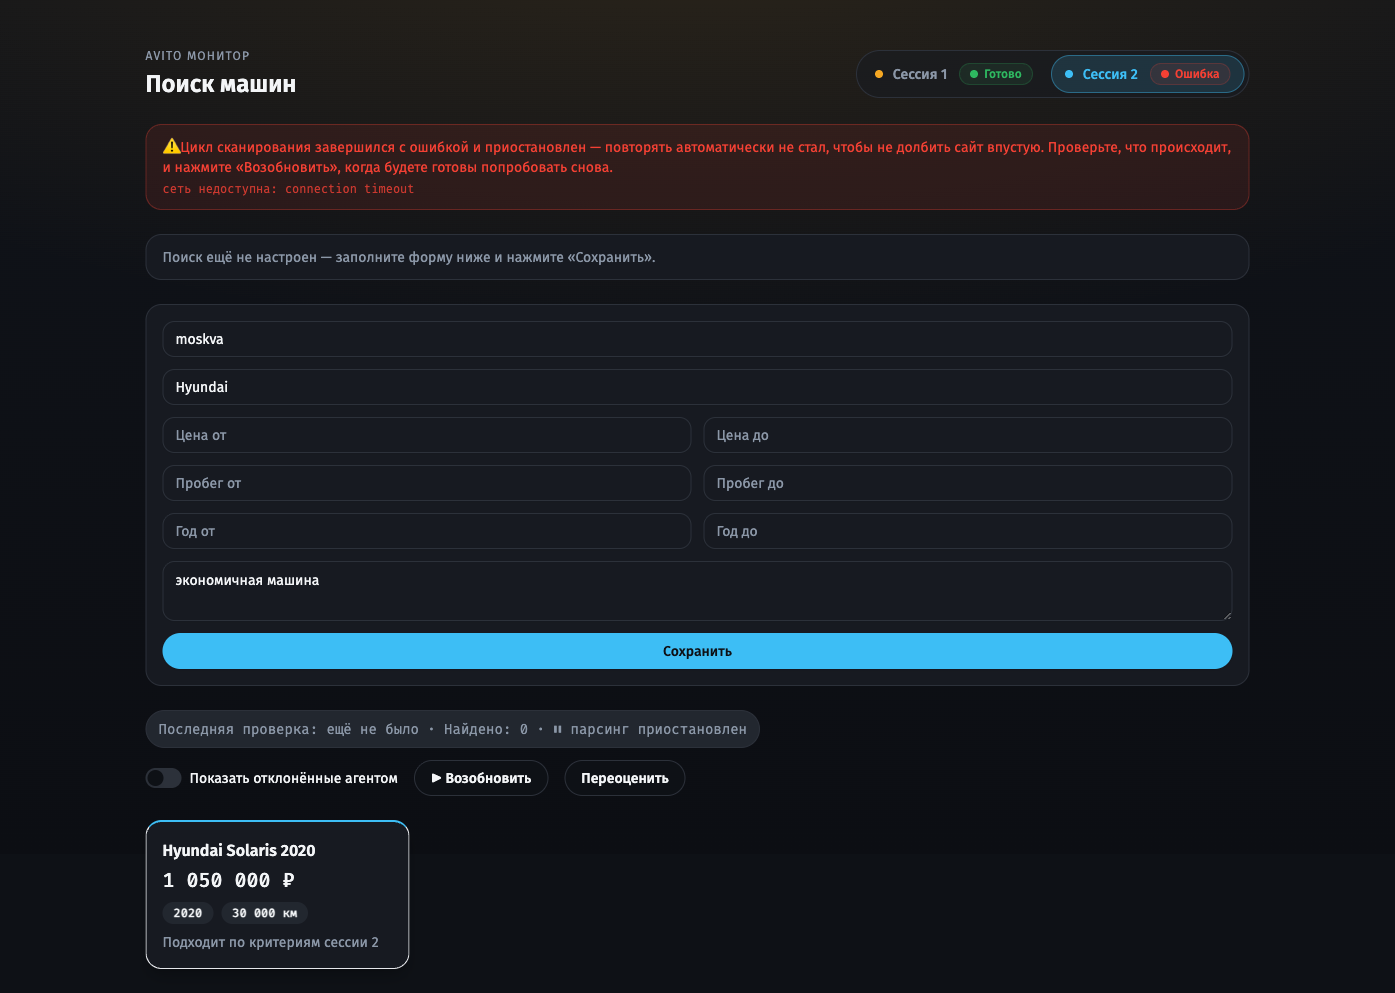 AVITO МОНИТОР
Поиск машин
Сессия 1
Готово
Сессия 2
Ошибка
⚠️Цикл сканирования завершился с ошибкой и приостановлен — повторять автоматически не стал, чтобы не долбить сайт впустую. Проверьте, что происходит,
и нажмите «Возобновить», когда будете готовы попробовать снова.
сеть недоступна: connection timeout
Поиск ещё не настроен — заполните форму ниже и нажмите «Сохранить».
moskva
Hyundai
Цена от
Цена до
Пробег от
Пробег до
Год от
Год до
экономичная машина
Сохранить
Последняя проверка: ещё не было · Найдено: 0 · ⏸ парсинг приостановлен
Показать отклонённые агентом
▶ Возобновить
Переоценить
Hyundai Solaris 2020
1 050 000 ₽
2020
30 000 км
Подходит по критериям сессии 2